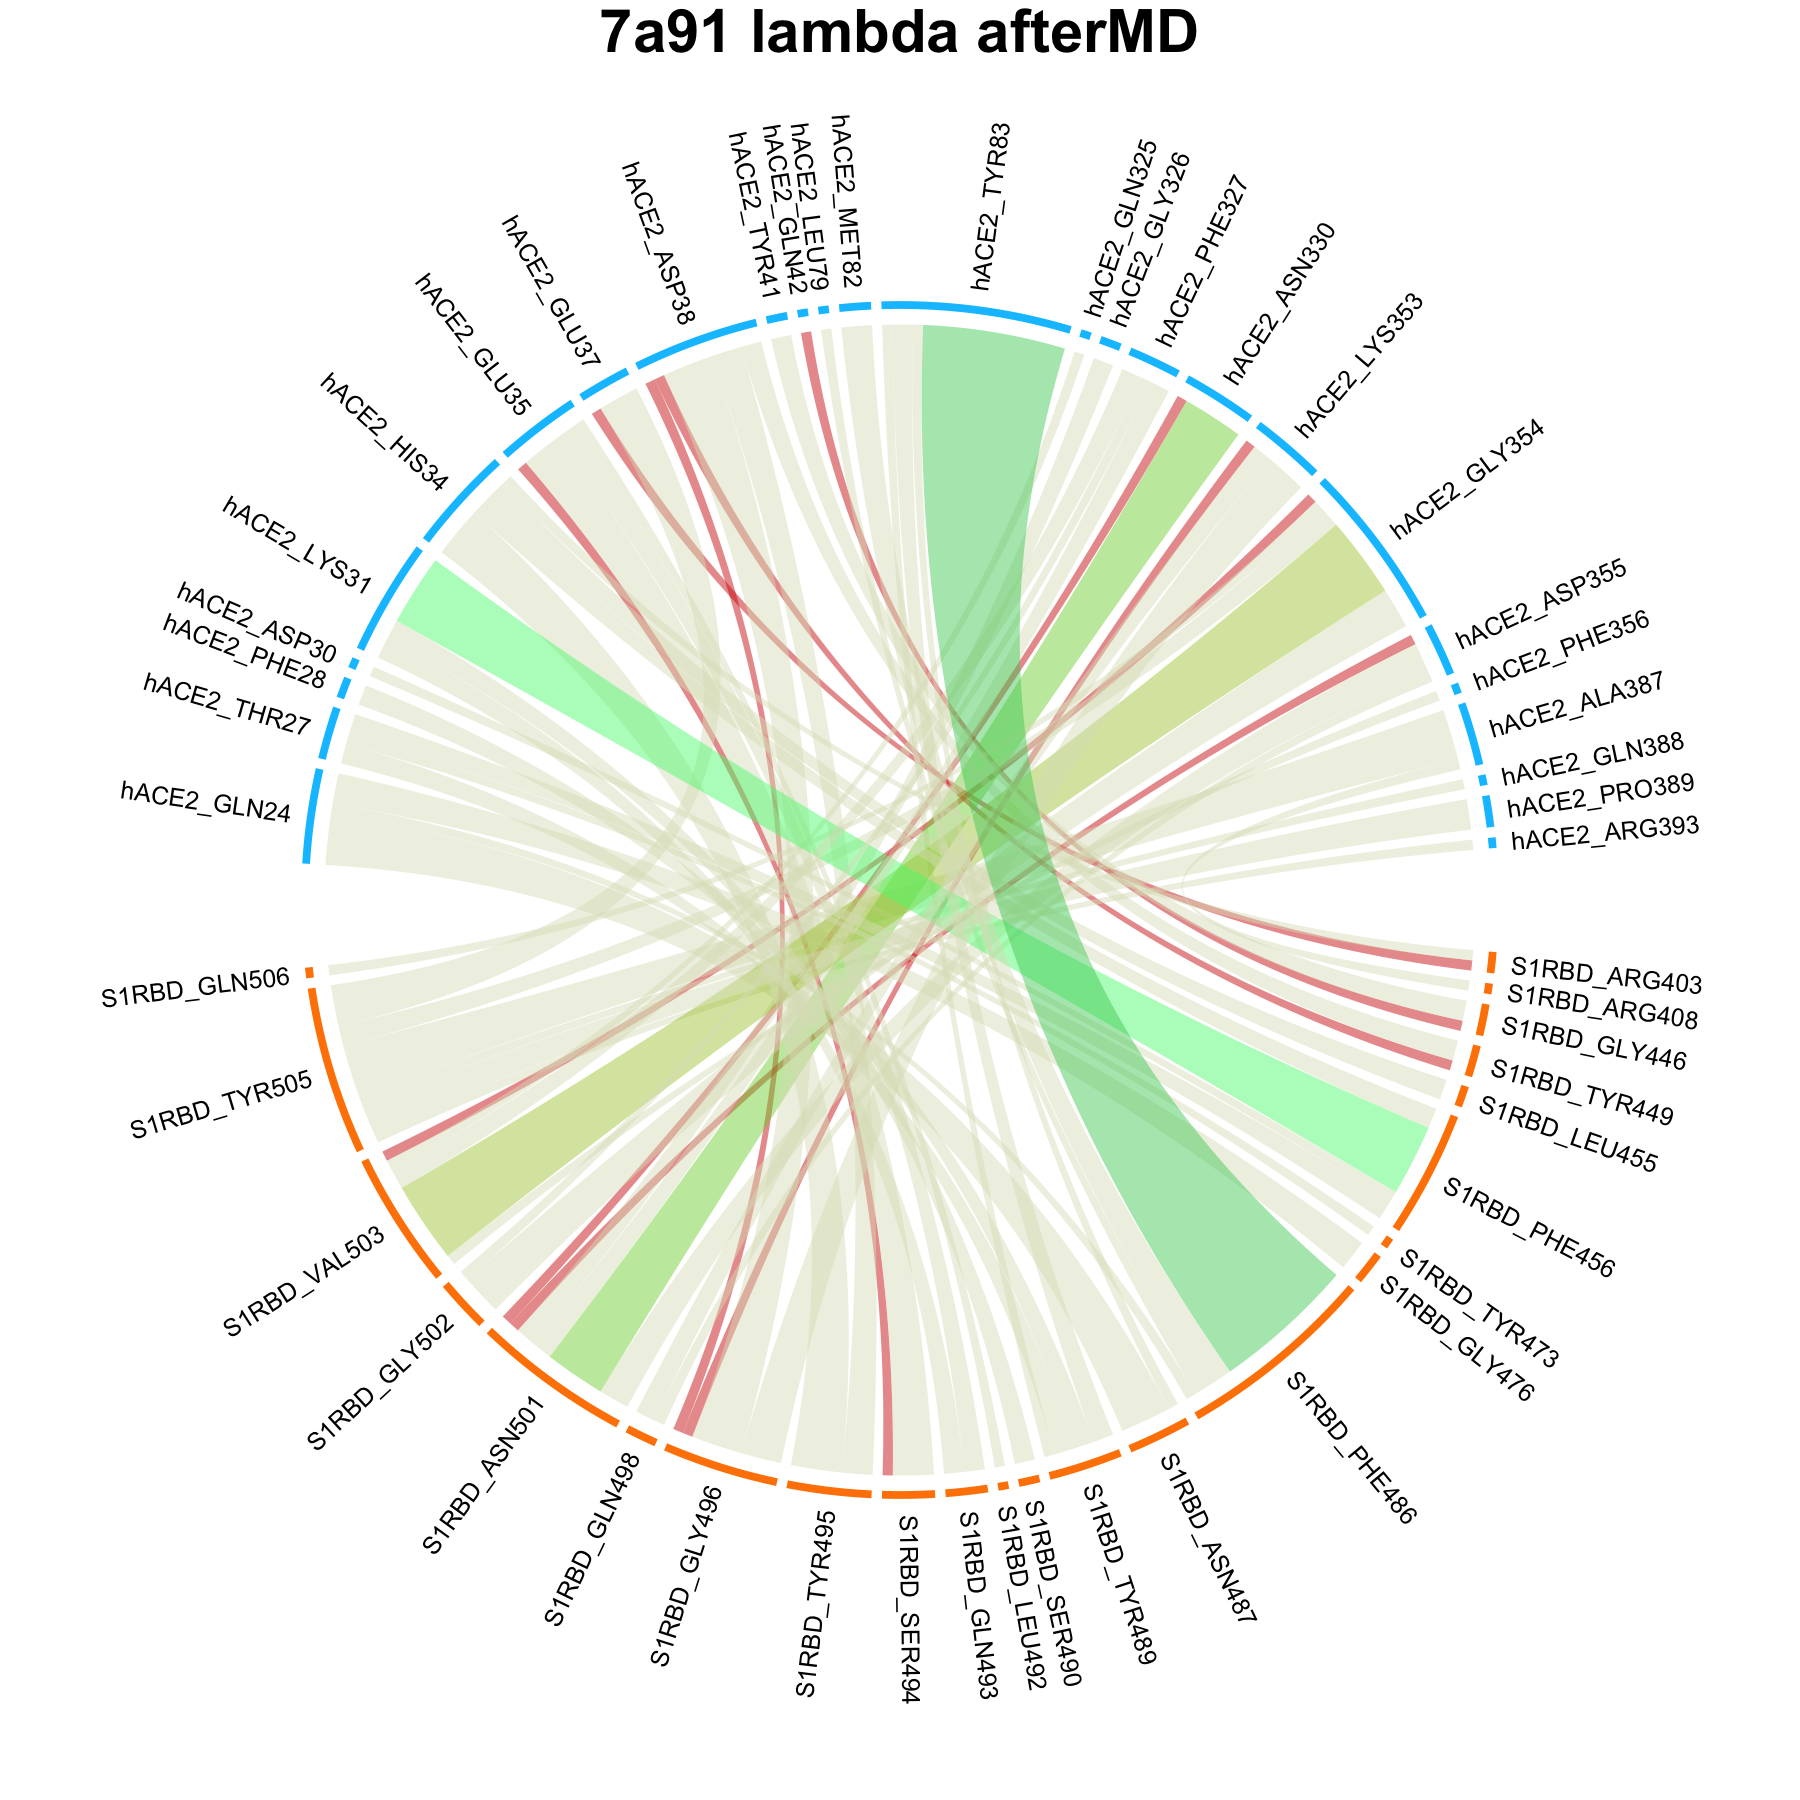 7a91 lambda afterMD
hACE2_GLN24
hACE2_THR27
hACE2_PHE28
hACE2_ASP30
hACE2_LYS31
hACE2_HIS34
hACE2_GLU35
hACE2_GLU37
hACE2_ASP38
hACE2_TYR41
hACE2_GLN42
hACE2_LEU79
hACE2_MET82
hACE2_TYR83
hACE2_GLN325
hACE2_GLY326
hACE2_PHE327
hACE2_ASN330
hACE2_LYS353
hACE2_GLY354
hACE2_ASP355
hACE2_PHE356
hACE2_ALA387
hACE2_GLN388
hACE2_PRO389
hACE2_ARG393
S1RBD_ARG403
S1RBD_ARG408
S1RBD_GLY446
S1RBD_TYR449
S1RBD_LEU455
S1RBD_PHE456
S1RBD_TYR473
S1RBD_GLY476
S1RBD_PHE486
S1RBD_ASN487
S1RBD_TYR489
S1RBD_SER490
S1RBD_LEU492
S1RBD_GLN493
S1RBD_SER494
S1RBD_TYR495
S1RBD_GLY496
S1RBD_GLN498
S1RBD_ASN501
S1RBD_GLY502
S1RBD_VAL503
S1RBD_TYR505
S1RBD_GLN506